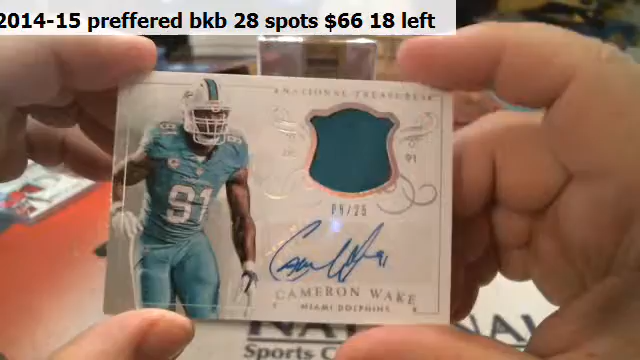 2014-15 preffered bkb 28 spots $66 18 left
NATIONAL TREASURES
91
91
09/25
CAMERON WAKE
MIAMI DOLPHINS
Sports C